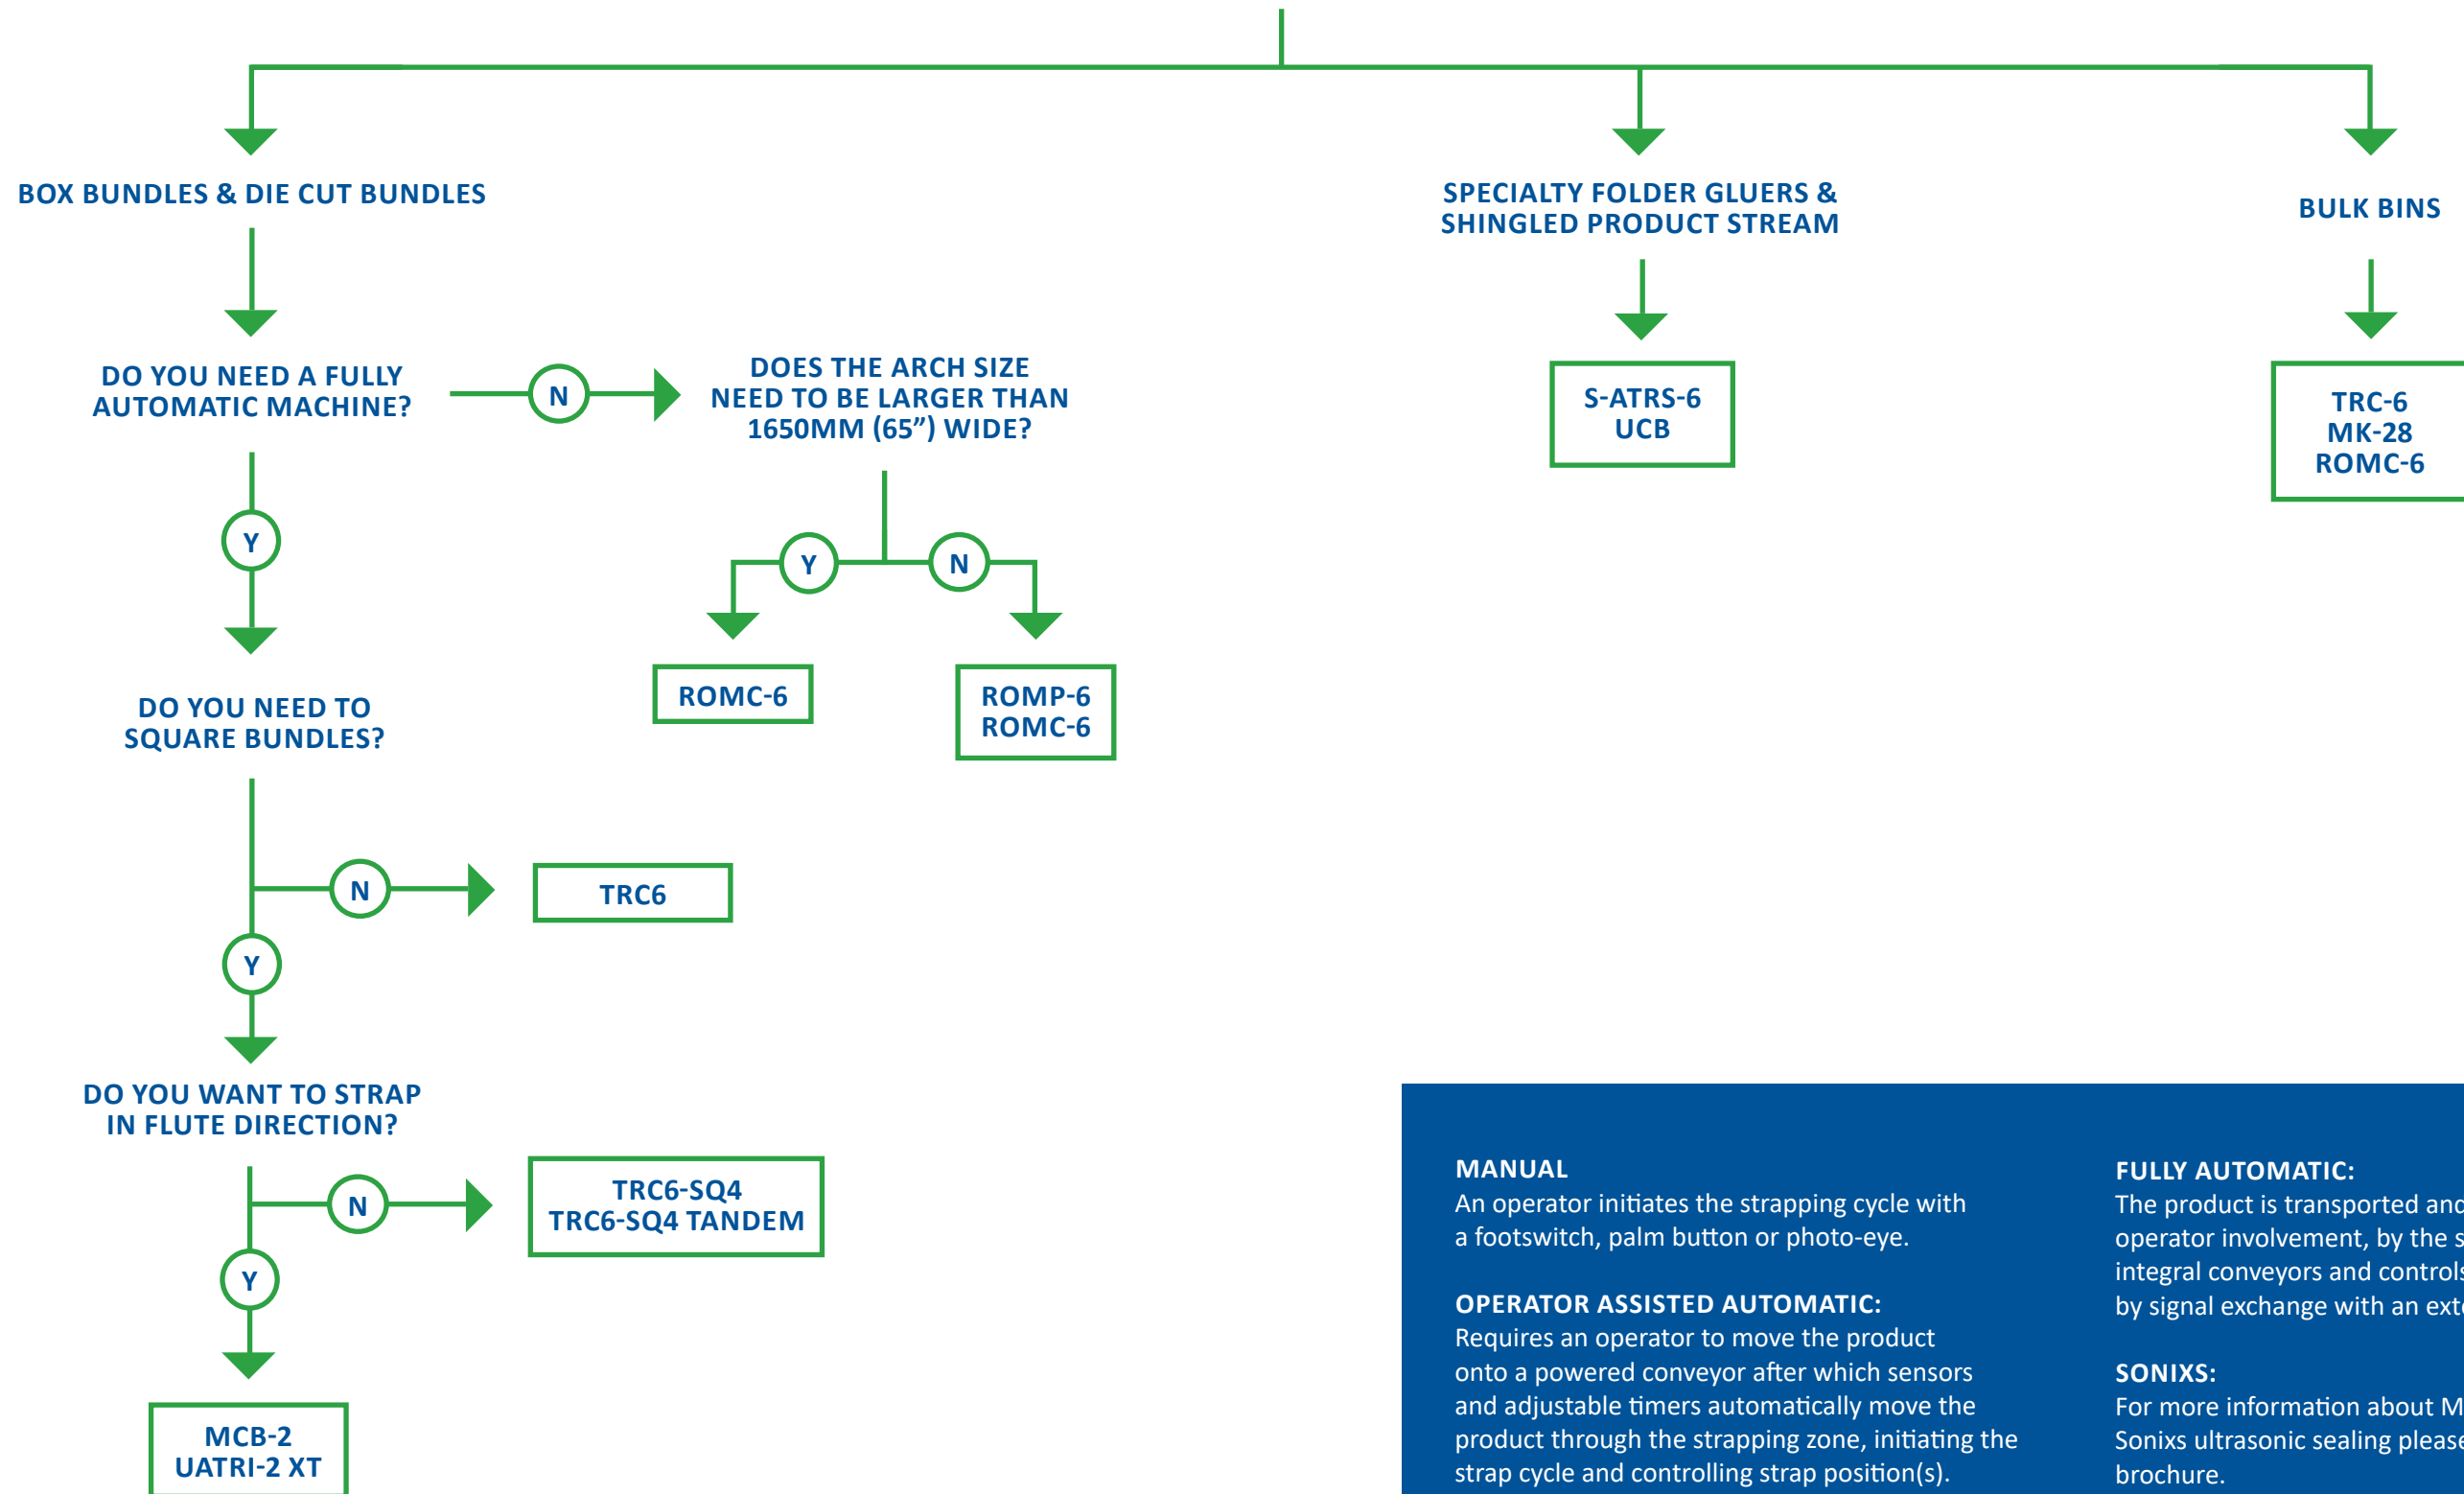 BOX BUNDLES & DIE CUT BUNDLES
DO YOU NEED A FULLY
AUTOMATIC MACHINE?
N
DOES THE ARCH SIZE
NEED TO BE LARGER THAN
1650MM (65”) WIDE?
Y
N
ROMC-6
ROMP-6
ROMC-6
Y
DO YOU NEED TO
SQUARE BUNDLES?
N
TRC6
Y
DO YOU WANT TO STRAP
IN FLUTE DIRECTION?
N
TRC6-SQ4
TRC6-SQ4 TANDEM
Y
MCB-2
UATRI-2 XT
SPECIALTY FOLDER GLUERS &
SHINGLED PRODUCT STREAM
S-ATRS-6
UCB
BULK BINS
TRC-6
MK-28
ROMC-6
MANUAL
An operator initiates the strapping cycle with
a footswitch, palm button or photo-eye.
OPERATOR ASSISTED AUTOMATIC:
Requires an operator to move the product
onto a powered conveyor after which sensors
and adjustable timers automatically move the
product through the strapping zone, initiating the
strap cycle and controlling strap position(s).
FULLY AUTOMATIC:
The product is transported and
operator involvement, by the
integral conveyors and controls
by signal exchange with an
SONIXS:
For more information about
Sonixs ultrasonic sealing please
brochure.